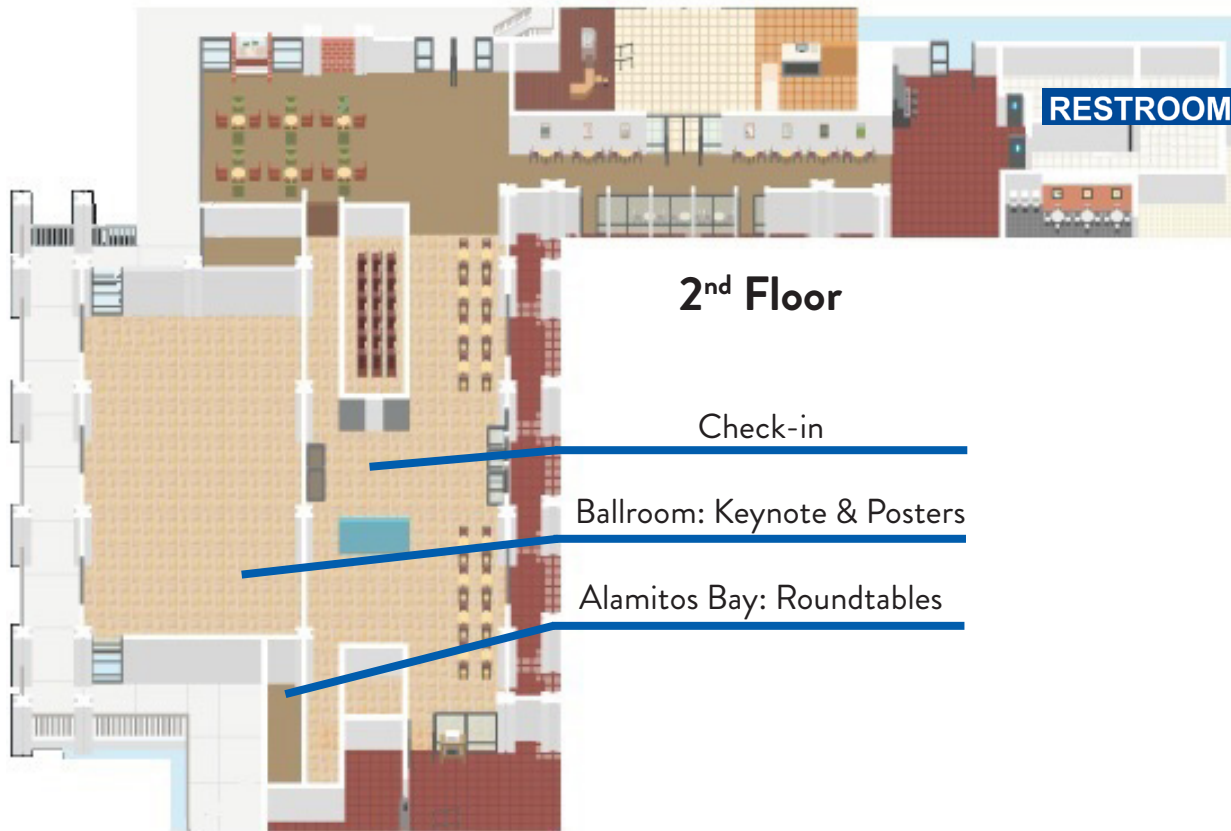 RESTROOM
2nd Floor
Check-in
Ballroom: Keynote & Posters
Alamitos Bay: Roundtables